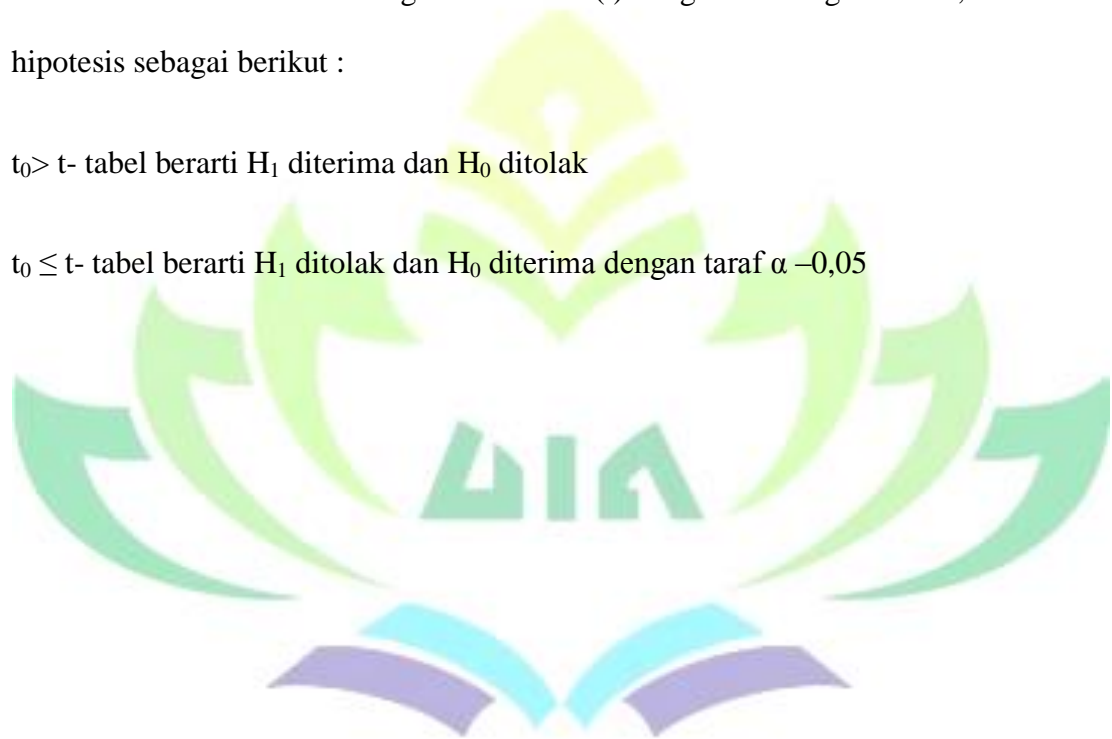 hipotesis sebagai berikut :
t₀> t- tabel berarti H₁ diterima dan H₀ ditolak
t₀ ≤ t- tabel berarti H₁ ditolak dan H₀ diterima dengan taraf α –0,05